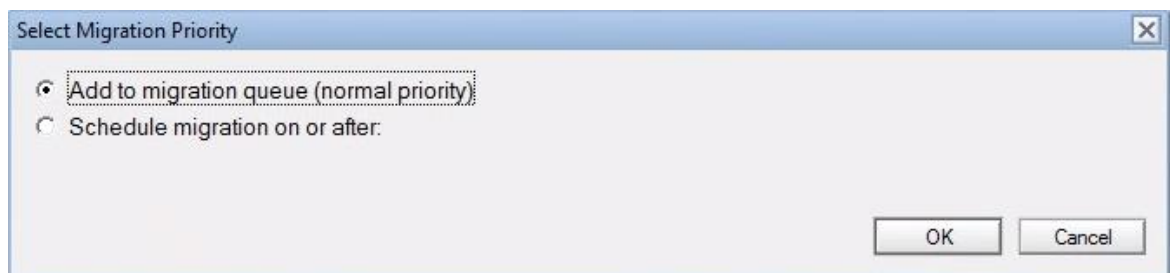 Select Migration Priority
Add to migration queue (normal priority)
Schedule migration on or after:
OK Cancel